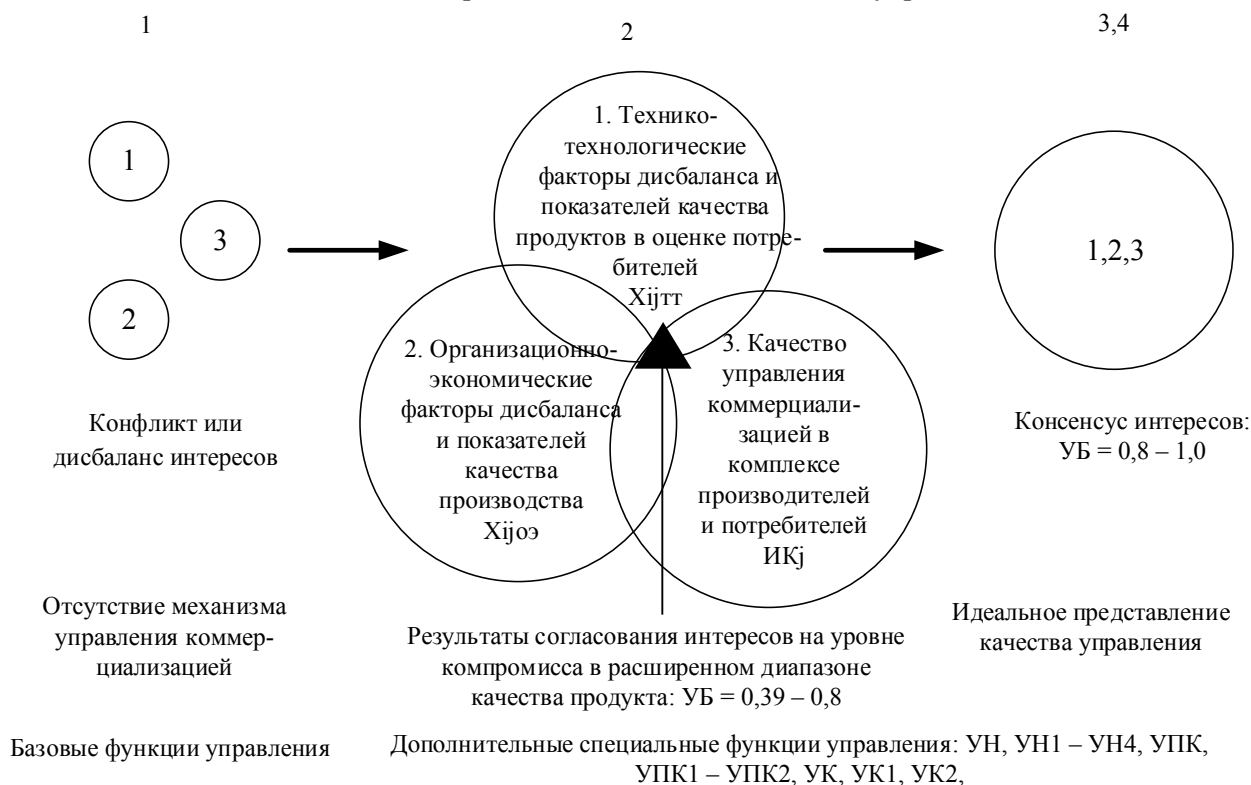 1
2
3,4
1
3
2
1. Технико-
технологические
факторы дисбаланса и
показателей качества
продуктов в оценке потре-
бителей
Xijтт
2. Организационно-
экономические
факторы дисбаланса
и показателей
качества
производства
Xijоэ
3. Качество
управления
коммерциали-
зацией в
комплексе
производителей
и потребителей
ИКj
1,2,3
Конфликт или
дисбаланс интересов
Консенсус интересов:
УБ = 0,8 – 1,0
Отсутствие механизма
управления коммер-
циализацией
Результаты согласования интересов на уровне
компромисса в расширенном диапазоне
качества продукта: УБ = 0,39 – 0,8
Идеальное представление
качества управления
Базовые функции управления
Дополнительные специальные функции управления: УН, УН1 – УН4, УПК,
УПК1 – УПК2, УК, УК1, УК2,